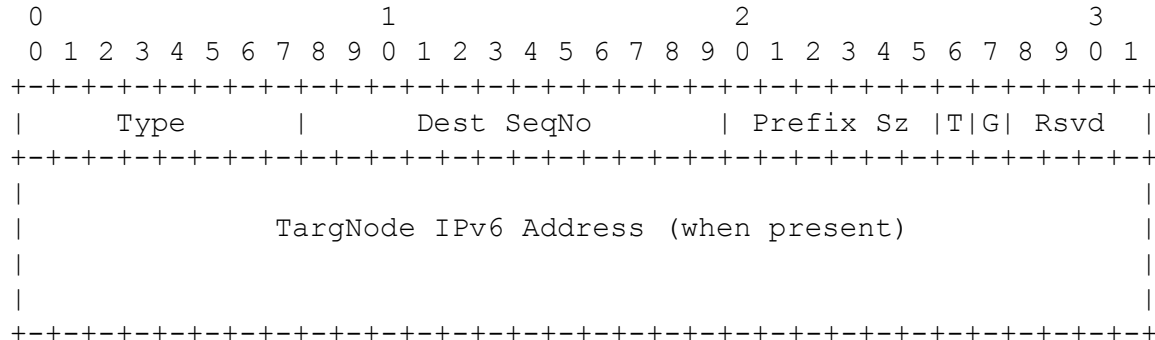 0                   1                   2                   3
 0 1 2 3 4 5 6 7 8 9 0 1 2 3 4 5 6 7 8 9 0 1 2 3 4 5 6 7 8 9 0 1
+-+-+-+-+-+-+-+-+-+-+-+-+-+-+-+-+-+-+-+-+-+-+-+-+-+-+-+-+-+-+-+-+
|     Type      |      Dest SeqNo       | Prefix Sz |T|G| Rsvd  |
+-+-+-+-+-+-+-+-+-+-+-+-+-+-+-+-+-+-+-+-+-+-+-+-+-+-+-+-+-+-+-+-+
|                                                               |
|              TargNode IPv6 Address (when present)             |
|                                                               |
|                                                               |
+-+-+-+-+-+-+-+-+-+-+-+-+-+-+-+-+-+-+-+-+-+-+-+-+-+-+-+-+-+-+-+-+